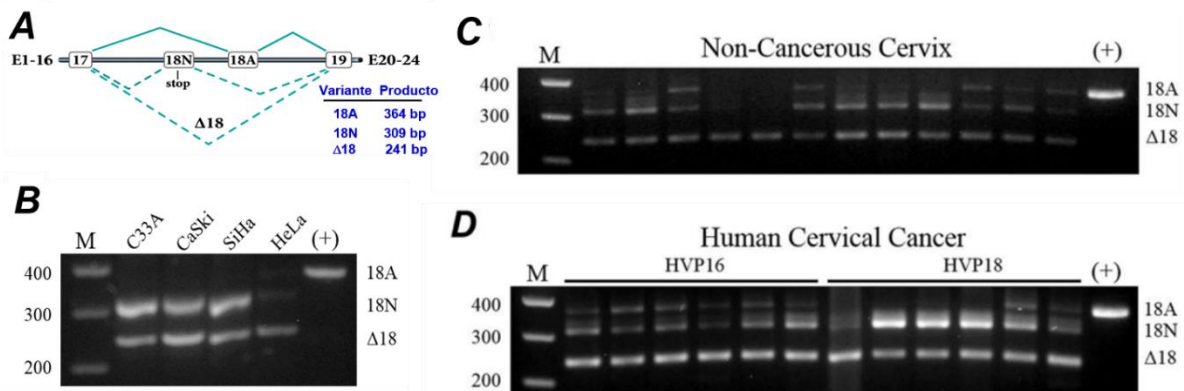 A
E1-16 17 18N 18A 19 E20-24
stop
Δ18
Variante Producto
18A 364 bp
18N 309 bp
Δ18 241 bp
B
M C33A CaSki SiHa HeLa (+)
400 18A
300 18N
Δ18
200
C
Non-Cancerous Cervix
M (+)
400 18A
300 18N
Δ18
200
D
Human Cervical Cancer
HVP16 HVP18
M (+)
400 18A
300 18N
Δ18
200